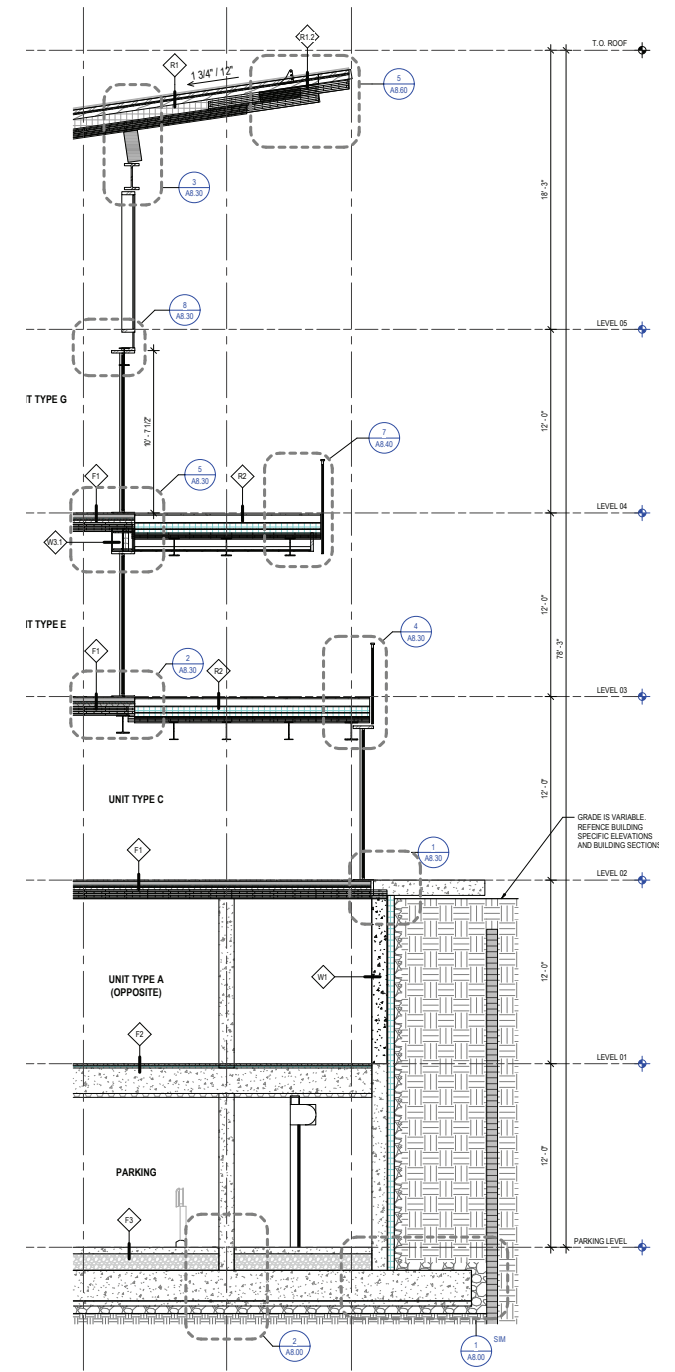 T.O. ROOF
R1
R1.2
1 3/4" / 12"
5
A8.60
3
A8.30
18'-3"
8
A8.30
LEVEL 05
IT TYPE G
10' - 7 1/2"
12'- 0"
7
A8.40
F1
5
A8.30
R2
LEVEL 04
W3.1
IT TYPE E
12'- 0"
78'-3"
4
A8.30
F1
2
A8.30
R2
LEVEL 03
UNIT TYPE C
12'- 0"
GRADE IS VARIABLE.
REFENCE BUILDING
SPECIFIC ELEVATIONS
AND BUILDING SECTIONS
F1
1
A8.30
LEVEL 02
UNIT TYPE A
(OPPOSITE)
W1
12'- 0"
F2
LEVEL 01
PARKING
12'- 0"
F3
PARKING LEVEL
2
A8.00
1
A8.00
SIM